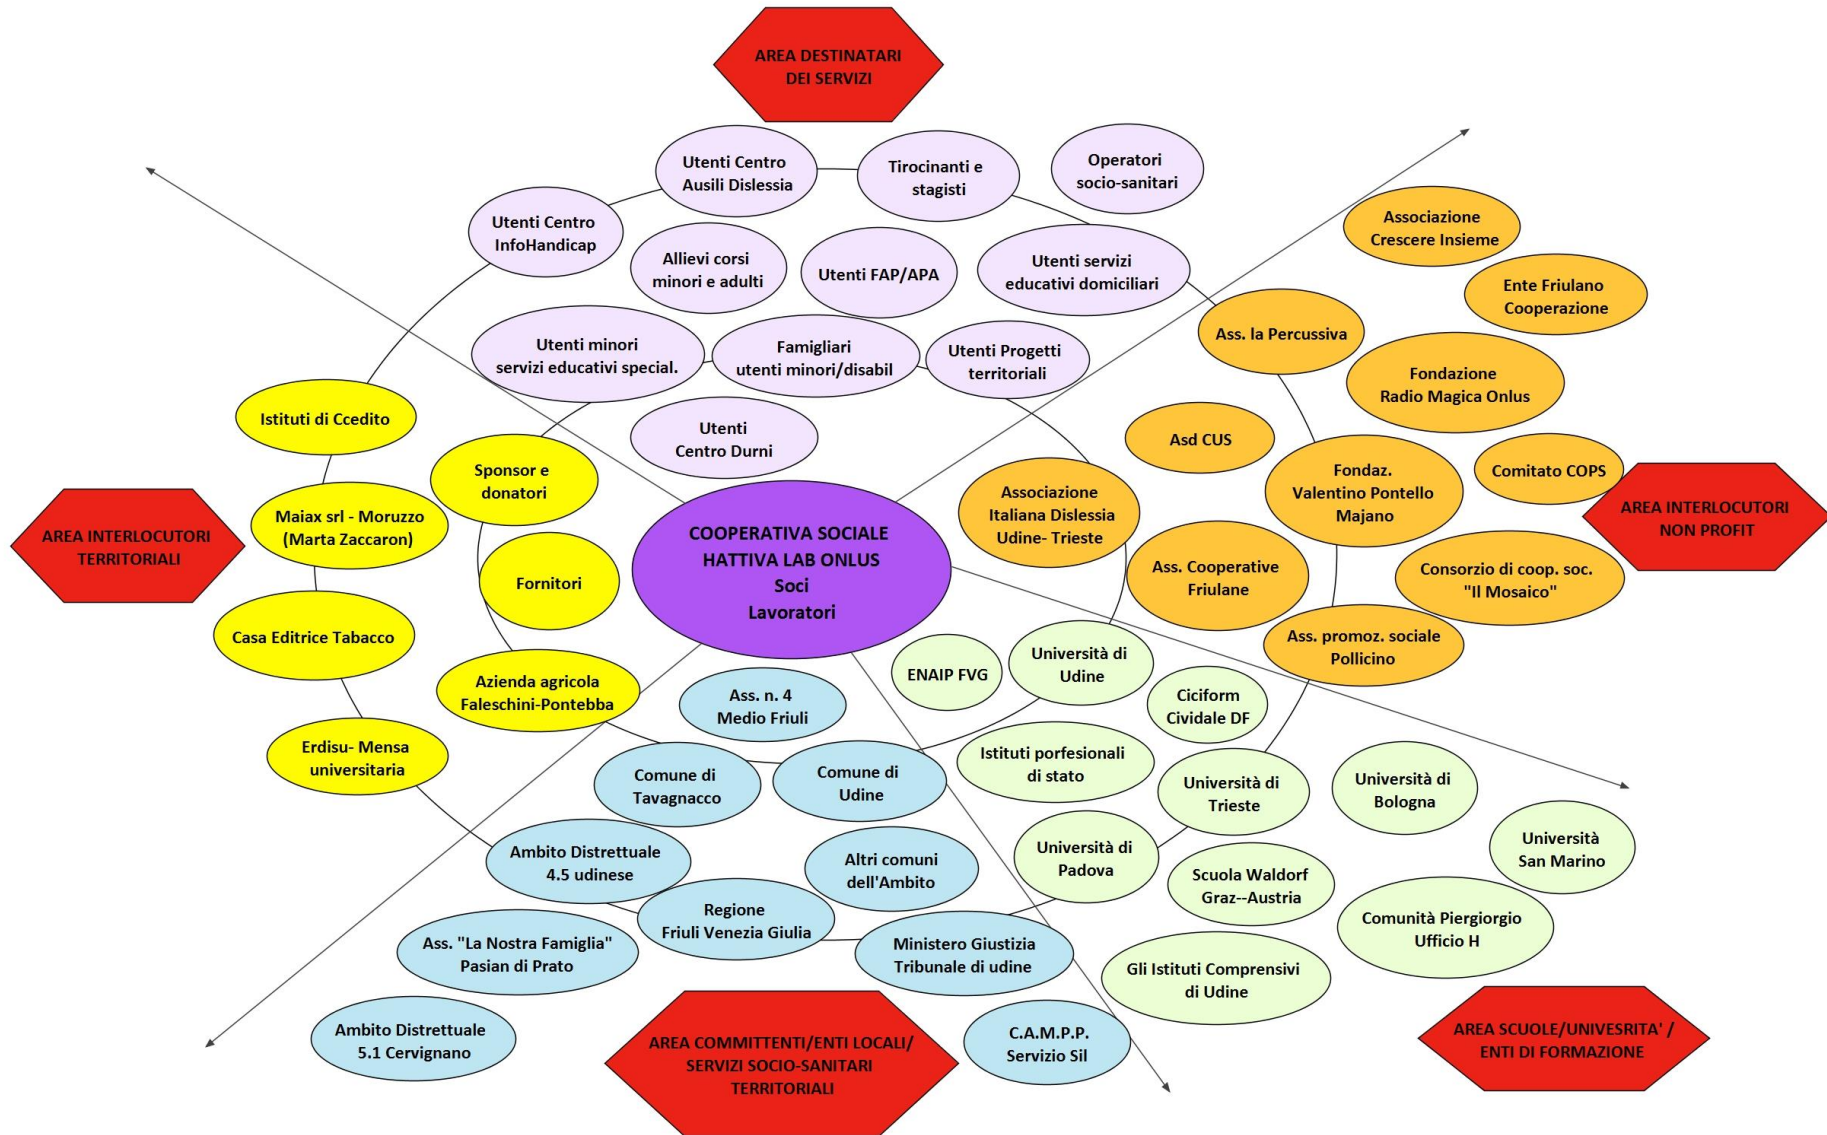 AREA DESTINATARI
DEI SERVIZI
Utenti Centro
Ausili Dislessia
Tirocinanti e
stagisti
Operatori
socio-sanitari
Utenti Centro
InfoHandicap
Allievi corsi
minori e adulti
Utenti FAP/APA
Utenti servizi
educativi domiciliari
Utenti minori
servizi educativi special.
Famigliari
utenti minori/disabil
Utenti Progetti
territoriali
Utenti
Centro Durni
Associazione
Crescere Insieme
Ente Friulano
Cooperazione
Ass. la Percussiva
Fondazione
Radio Magica Onlus
Asd CUS
Fondaz.
Valentino Pontello
Majano
Comitato COPS
AREA INTERLOCUTORI
NON PROFIT
Associazione
Italiana Dislessia
Udine- Trieste
Ass. Cooperative
Friulane
Consorzio di coop. soc.
"Il Mosaico"
Ass. promoz. sociale
Pollicino
Istituti di Ccedito
Sponsor e
donatori
Maiax srl - Moruzzo
(Marta Zaccaron)
AREA INTERLOCUTORI
TERRITORIALI
Fornitori
Casa Editrice Tabacco
Azienda agricola
Faleschini-Pontebba
Erdisu- Mensa
universitaria
COOPERATIVA SOCIALE
HATTIVA LAB ONLUS
Soci
Lavoratori
ENAIP FVG
Università di
Udine
Ciciform
Cividale DF
Istituti porfesionali
di stato
Università di
Trieste
Università di
Bologna
Università di
Padova
Università
San Marino
Scuola Waldorf
Graz--Austria
Comunità Piergiorgio
Ufficio H
Gli Istituti Comprensivi
di Udine
AREA SCUOLE/UNIVESRITA' /
ENTI DI FORMAZIONE
Ass. n. 4
Medio Friuli
Comune di
Tavagnacco
Comune di
Udine
Ambito Distrettuale
4.5 udinese
Altri comuni
dell'Ambito
Regione
Friuli Venezia Giulia
Ass. "La Nostra Famiglia"
Pasian di Prato
Ministero Giustizia
Tribunale di udine
Ambito Distrettuale
5.1 Cervignano
C.A.M.P.P.
Servizio Sil
AREA COMMITTENTI/ENTI LOCALI/
SERVIZI SOCIO-SANITARI
TERRITORIALI